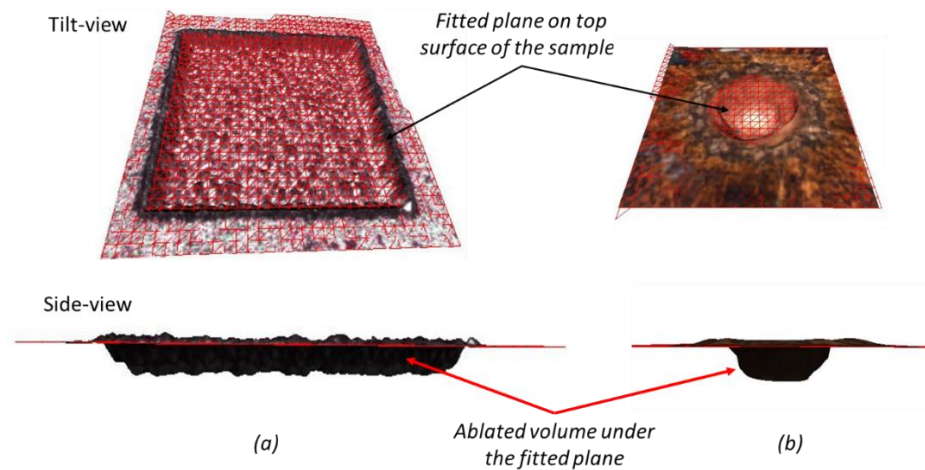 Tilt-view
Fitted plane on top
surface of the sample
Side-view
Ablated volume under
the fitted plane
(a)
(b)